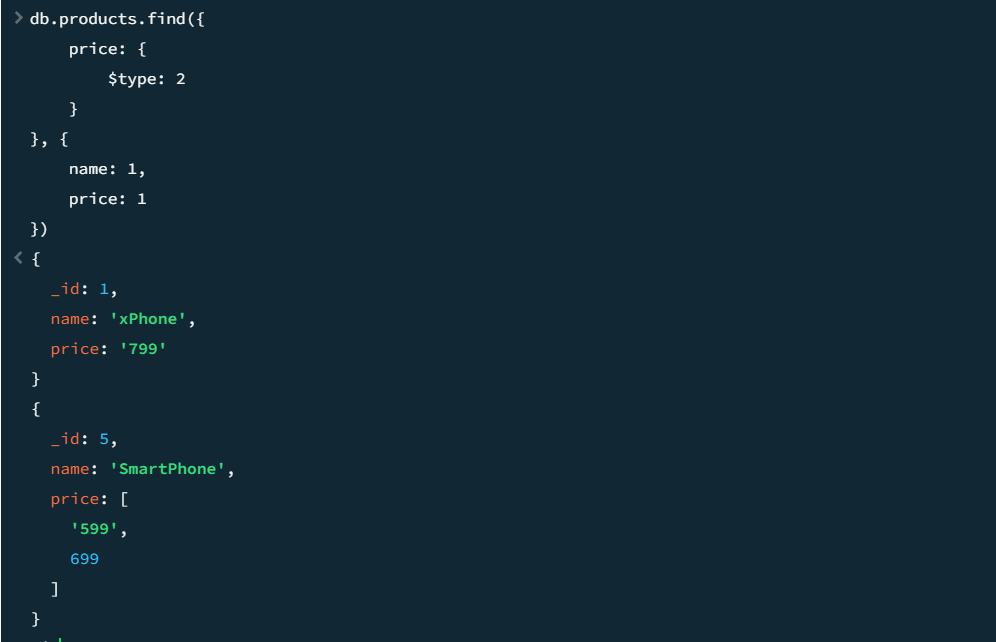 > db.products.find({
price: {
$type: 2
}
}, {
name: 1,
price: 1
})
< {
_id: 1,
name: 'xPhone',
price: '799'
}
{
_id: 5,
name: 'SmartPhone',
price: [
'599',
699
]
}